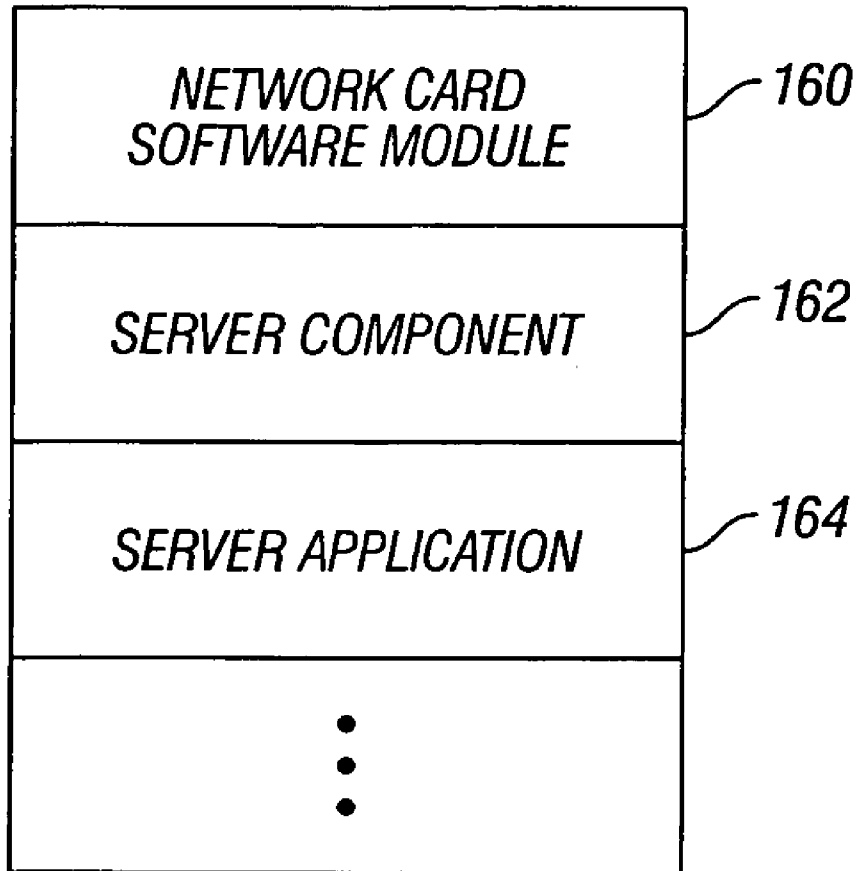 NETWORK CARD
SOFTWARE MODULE
160
SERVER COMPONENT
162
SERVER APPLICATION
164